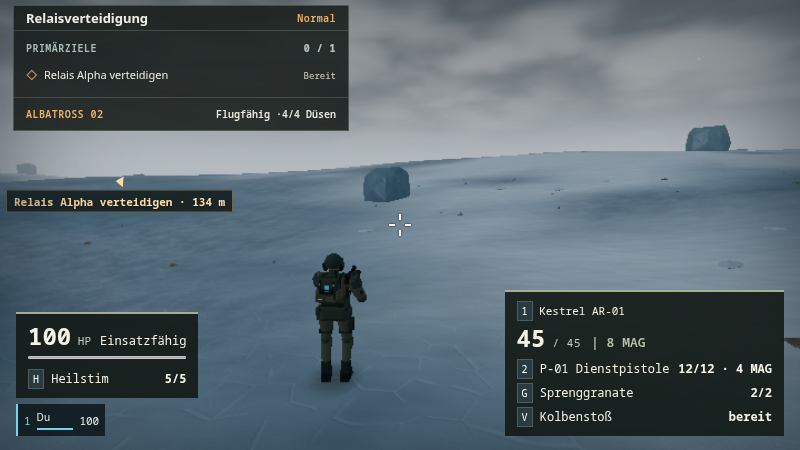 Relaisverteidigung Normal
PRIMÄRZIELE 0 / 1
Relais Alpha verteidigen Bereit
ALBATROSS 02 Flugfähig ·4/4 Düsen
Relais Alpha verteidigen · 134 m
100 HP Einsatzfähig
H Heilstim 5/5
1 Du 100
1 Kestrel AR-01
45 / 45 | 8 MAG
2 P-01 Dienstpistole 12/12 · 4 MAG
G Sprenggranate 2/2
V Kolbenstoß bereit